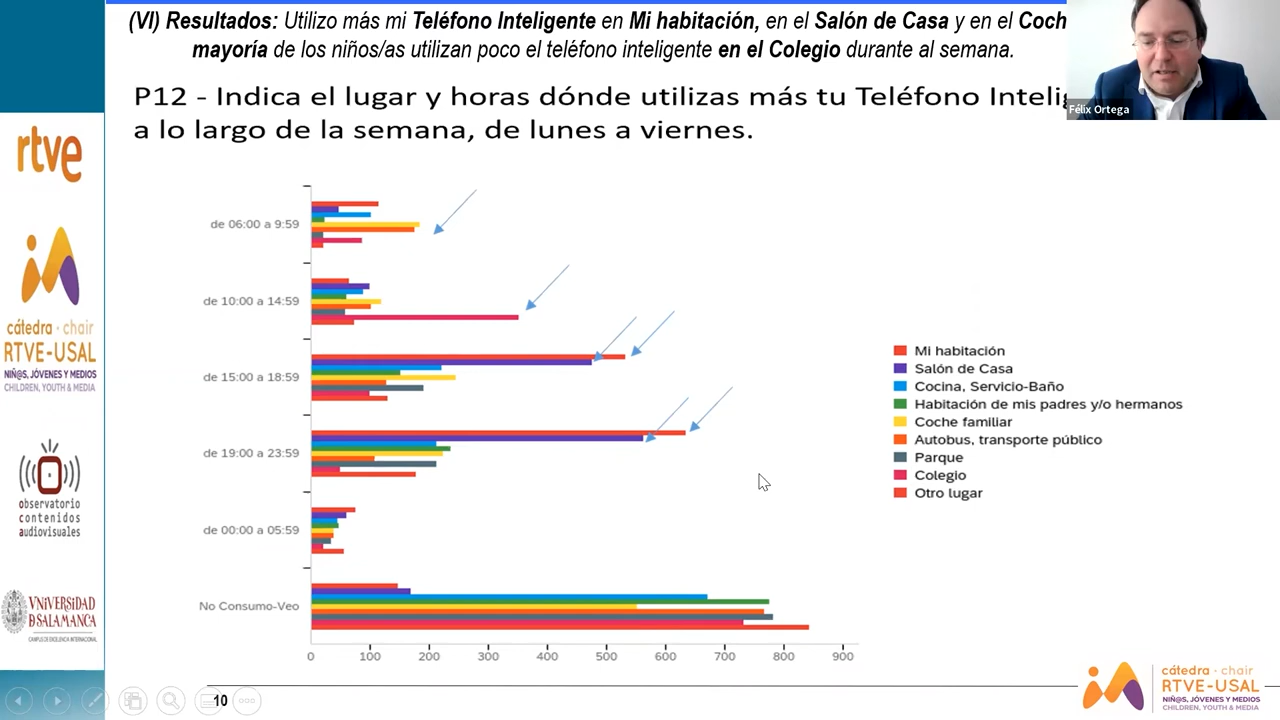 (VI) Resultados: Utilizo más mi Teléfono Inteligente en Mi habitación, en el Salón de Casa y en el Coch
mayoría de los niños/as utilizan poco el teléfono inteligente en el Colegio durante al semana.
Félix Ortega
P12 - Indica el lugar y horas dónde utilizas más tu Teléfono Intelig
a lo largo de la semana, de lunes a viernes.
rtve
cátedra · chair
RTVE-USAL
NIÑ@S, JÓVENES Y MEDIOS
CHILDREN, YOUTH & MEDIA
observatorio
contenidos
audiovisuales
VNiVERSiDAD
D SALAMANCA
CAMPUS DE EXCELENCIA INTERNACIONAL
de 06:00 a 9:59
de 10:00 a 14:59
de 15:00 a 18:59
de 19:00 a 23:59
de 00:00 a 05:59
No Consumo-Veo
0 100 200 300 400 500 600 700 800 900
Mi habitación
Salón de Casa
Cocina, Servicio-Baño
Habitación de mis padres y/o hermanos
Coche familiar
Autobus, transporte público
Parque
Colegio
Otro lugar
10
cátedra · chair
RTVE-USAL
NIÑ@S, JÓVENES Y MEDIOS
CHILDREN, YOUTH & MEDIA